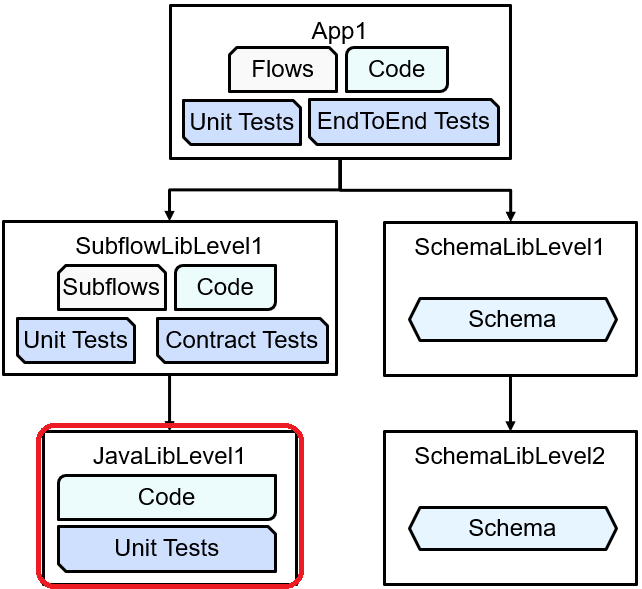 App1
Flows
Code
Unit Tests
EndToEnd Tests
SubflowLibLevel1
Subflows
Code
Unit Tests
Contract Tests
SchemaLibLevel1
Schema
JavaLibLevel1
Code
Unit Tests
SchemaLibLevel2
Schema